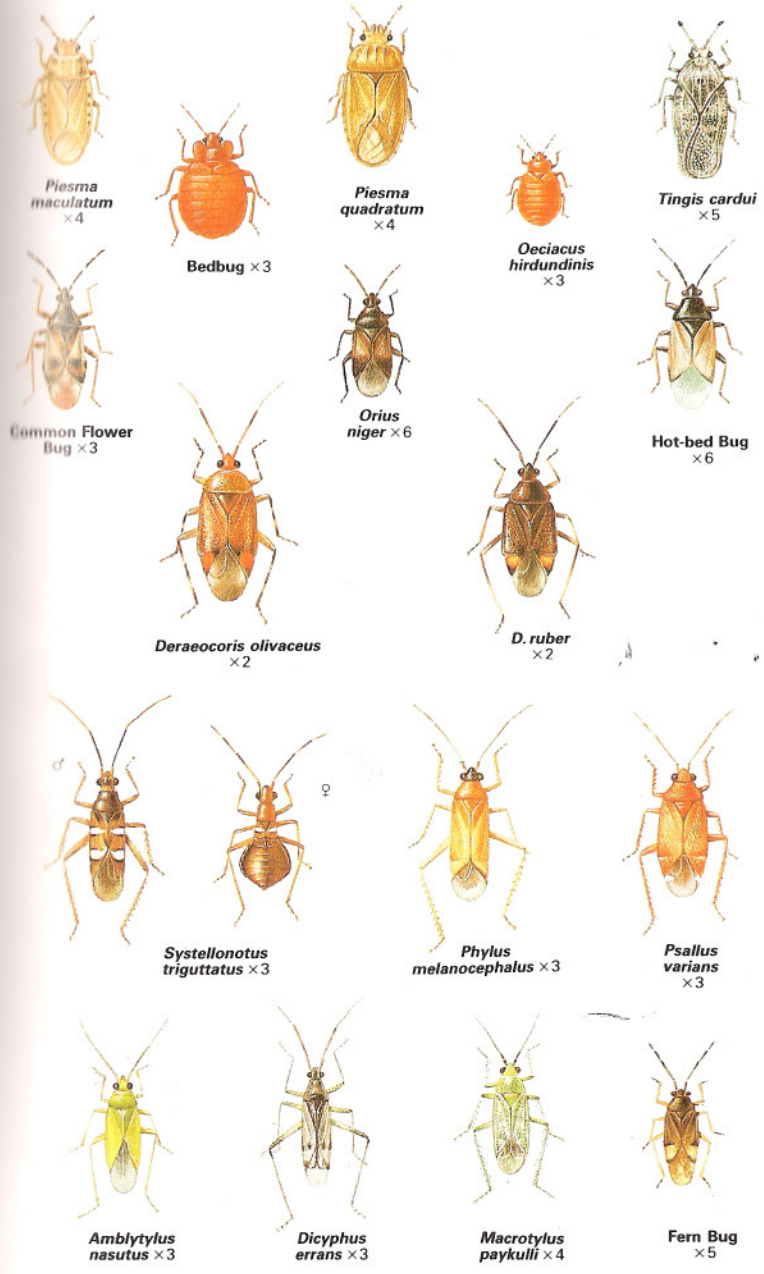 Piesma
maculatum
×4
Bedbug ×3
Piesma
quadratum
×4
Oeciacus
hirdundinis
×3
Tingis cardui
×5
Common Flower
Bug ×3
Orius
niger ×6
Hot-bed Bug
×6
Deraeocoris olivaceus
×2
D. ruber
×2
♂
♀
Systellonotus
triguttatus ×3
Phylus
melanocephalus ×3
Psallus
varians
×3
Amblytylus
nasutus ×3
Dicyphus
errans ×3
Macrotylus
paykulli ×4
Fern Bug
×5